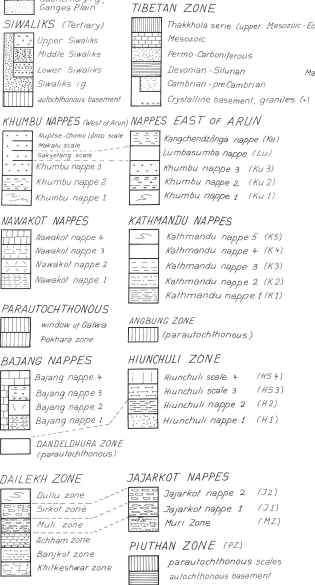 Ganges Plain
SIWALIKS (Tertiary)
Upper Siwaliks
Middle Siwaliks
Lower Siwaliks
Siwaliks i.g.
autochthonous basement
TIBETAN ZONE
Thakkhola serie (upper Mesozoic-Eo
Mesozoic
Permo-Carboniferous
Devonian-Silurian
Ma
Cambrian-preCambrian
Crystalline basement, granites (+)
KHUMBU NAPPES (West of Arun)
Nuptse-Otomo Lönzo scale
Makalu scale
Sakyetang scale
Khumbu nappe 3
Khumbu nappe 2
Khumbu nappe 1
NAPPES EAST OF ARUN
Kangchendzönga nappe (Ka)
Lumbasumba nappe (Lu)
Khumbu nappe 3 (Ku 3)
Khumbu nappe 2 (Ku 2)
Khumbu nappe 1 (Ku 1)
NAWAKOT NAPPES
Nawakot nappe 4
Nawakot nappe 3
Nawakot nappe 2
Nawakot nappe 1
KATHMANDU NAPPES
Kathmandu nappe 5 (K5)
Kathmandu nappe 4 (K4)
Kathmandu nappe 3 (K3)
Kathmandu nappe 2 (K2)
Kathmandu nappe 1 (K1)
PARAUTOCHTHONOUS
window of Galwa
Pokhara zone
ANGBUNG ZONE
(parautochthonous)
BAJANG NAPPES
Bajang nappe 4
Bajang nappe 3
Bajang nappe 2
Bajang nappe 1
DANDELDHURA ZONE
(parautochthonous)
HIUNCHULI ZONE
Hiunchuli scale 4 (HS4)
Hiunchuli scale 3 (HS3)
Hiunchuli nappe 2 (H2)
Hiunchuli nappe 1 (H1)
DAILEKH ZONE
Dullu zone
Sirkot zone
Muli zone
Achham zone
Banjkot zone
Khitkeshwar zone
JAJARKOT NAPPES
Jajarkot nappe 2 (J2)
Jajarkot nappe 1 (J1)
Muri Zone (MZ)
PIUTHAN ZONE (PZ)
parautochthonous scales
autochthonous basement